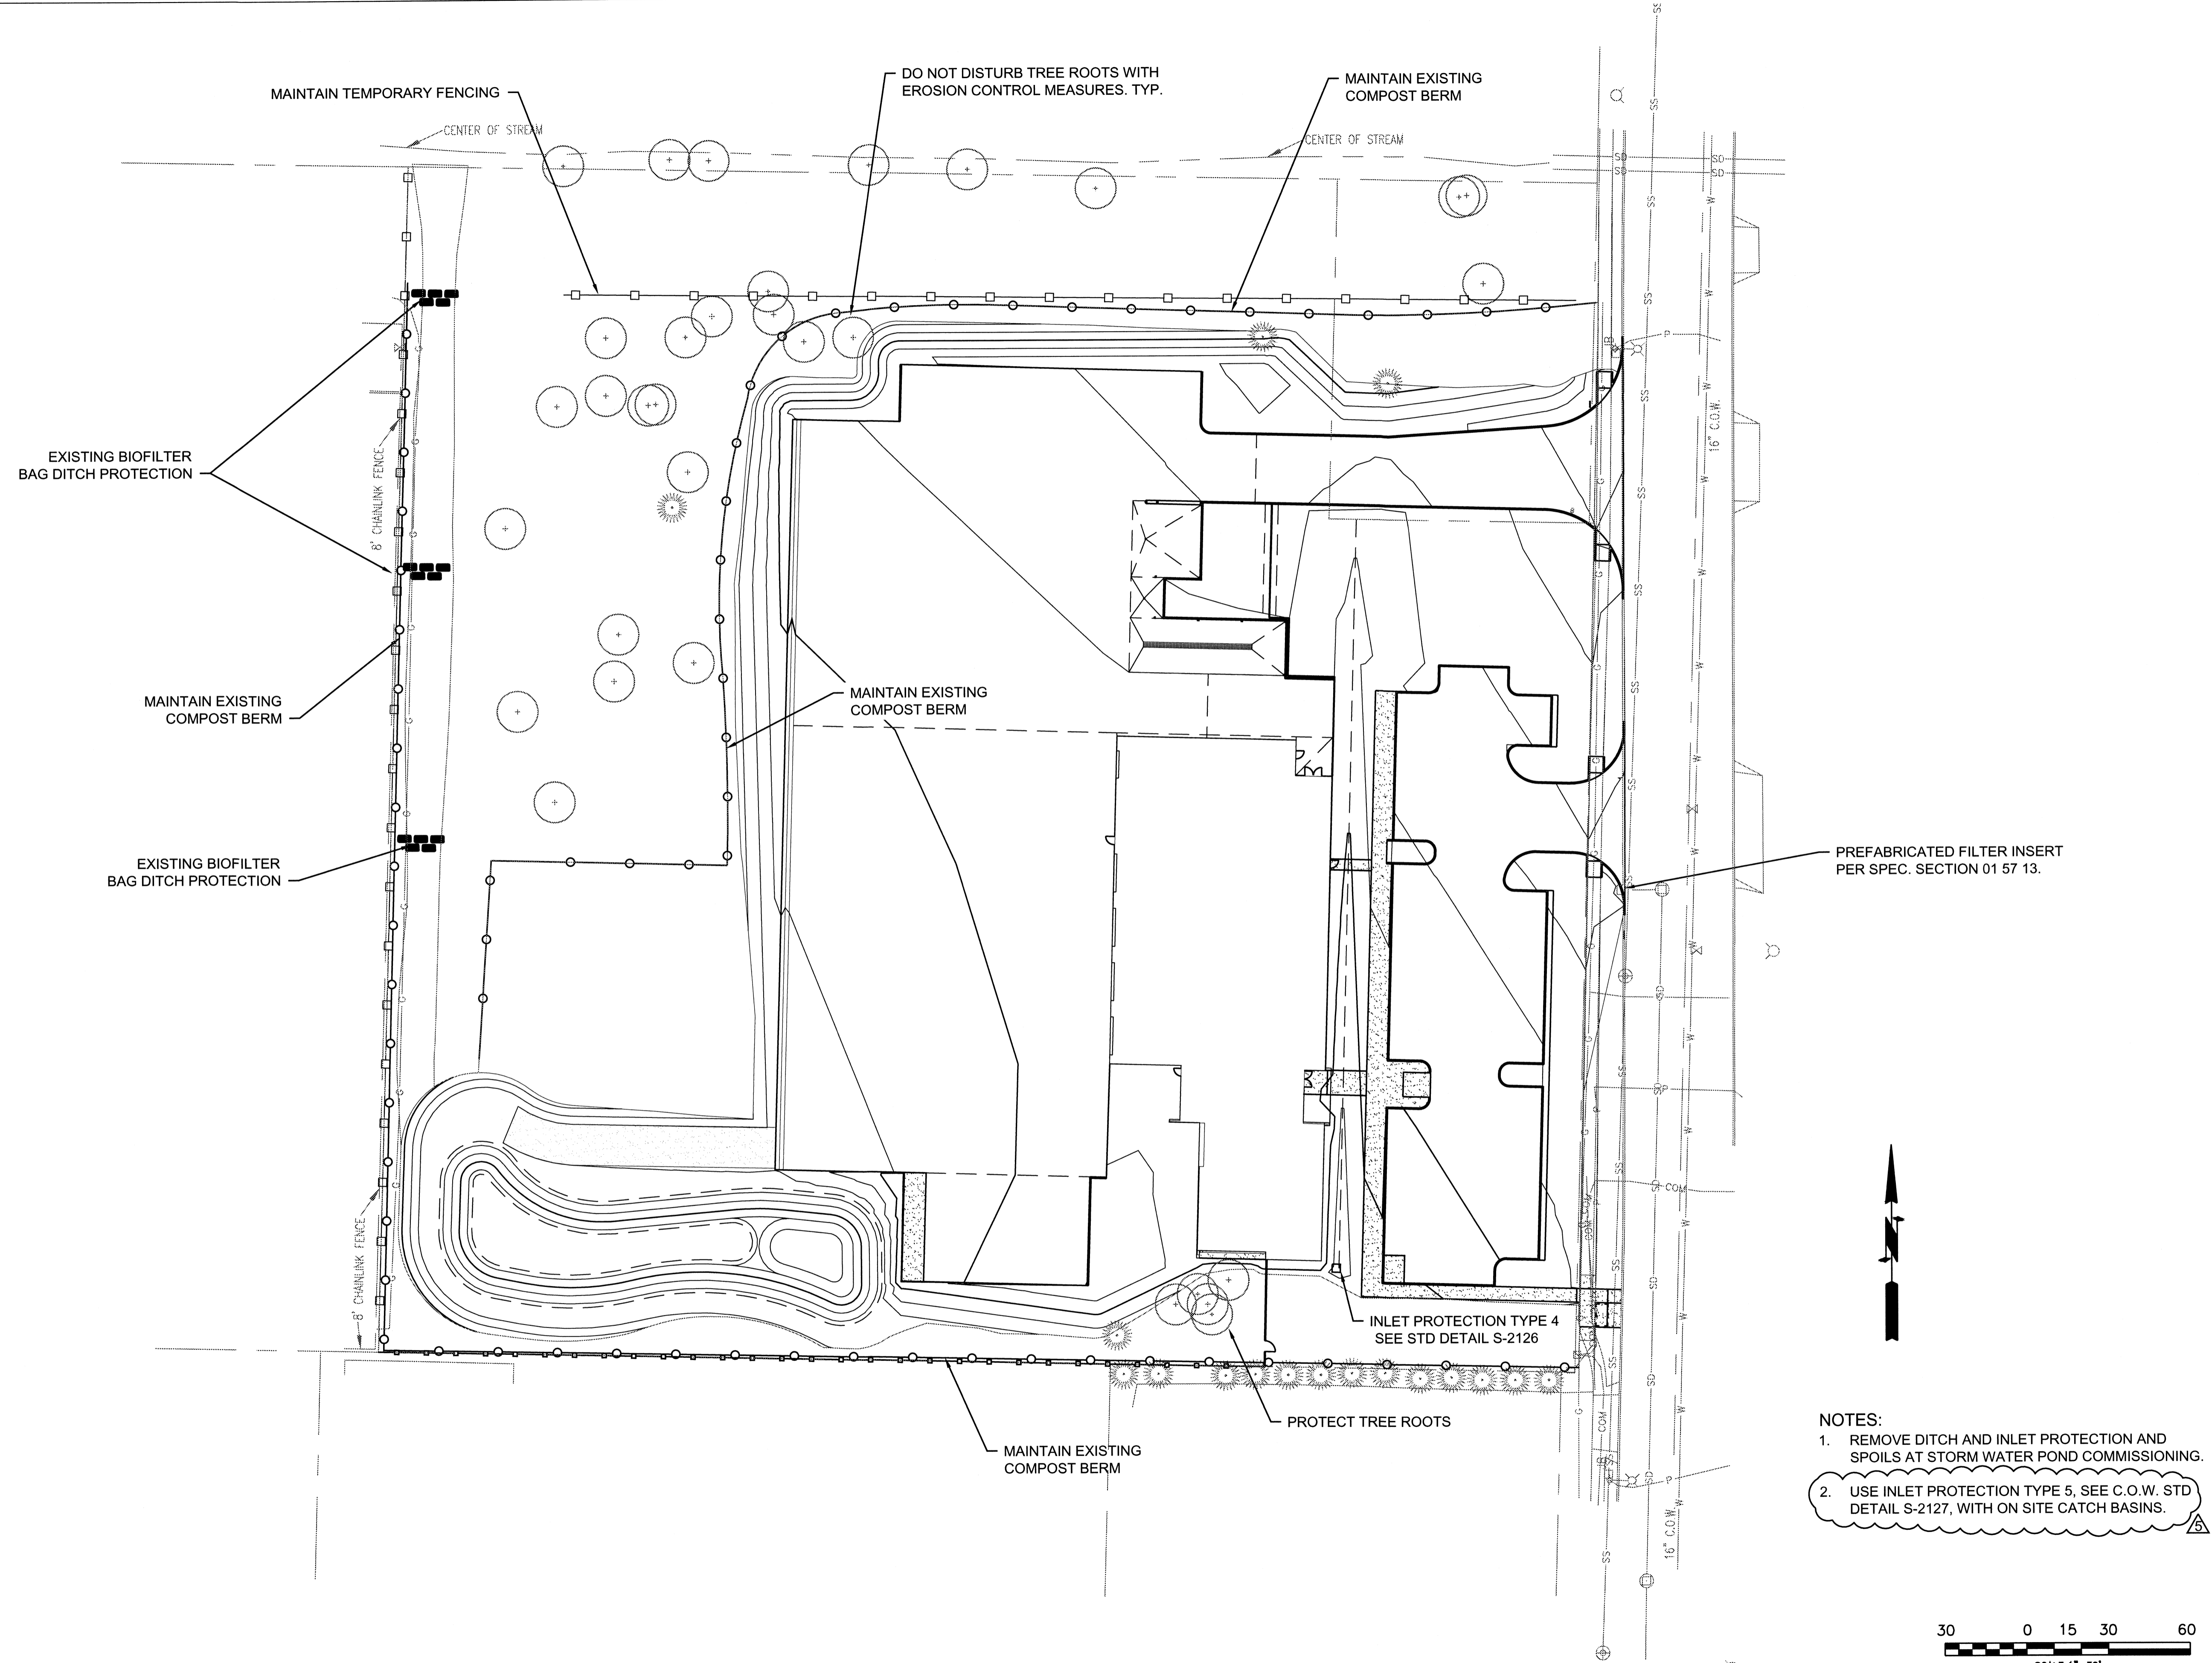 MAINTAIN TEMPORARY FENCING
DO NOT DISTURB TREE ROOTS WITH
EROSION CONTROL MEASURES. TYP.
MAINTAIN EXISTING
COMPOST BERM
CENTER OF STREAM
CENTER OF STREAM
EXISTING BIOFILTER
BAG DITCH PROTECTION
8' CHAINLINK FENCE
16" C.O.W.
MAINTAIN EXISTING
COMPOST BERM
MAINTAIN EXISTING
COMPOST BERM
EXISTING BIOFILTER
BAG DITCH PROTECTION
PREFABRICATED FILTER INSERT
PER SPEC. SECTION 01 57 13.
8' CHAINLINK FENCE
INLET PROTECTION TYPE 4
SEE STD DETAIL S-2126
PROTECT TREE ROOTS
MAINTAIN EXISTING
COMPOST BERM
N
NOTES:
1. REMOVE DITCH AND INLET PROTECTION AND
SPOILS AT STORM WATER POND COMMISSIONING.
2. USE INLET PROTECTION TYPE 5, SEE C.O.W. STD
DETAIL S-2127, WITH ON SITE CATCH BASINS.
5
16" C.O.W.
SS
SD
W
G
P
COM
30 0 15 30 60